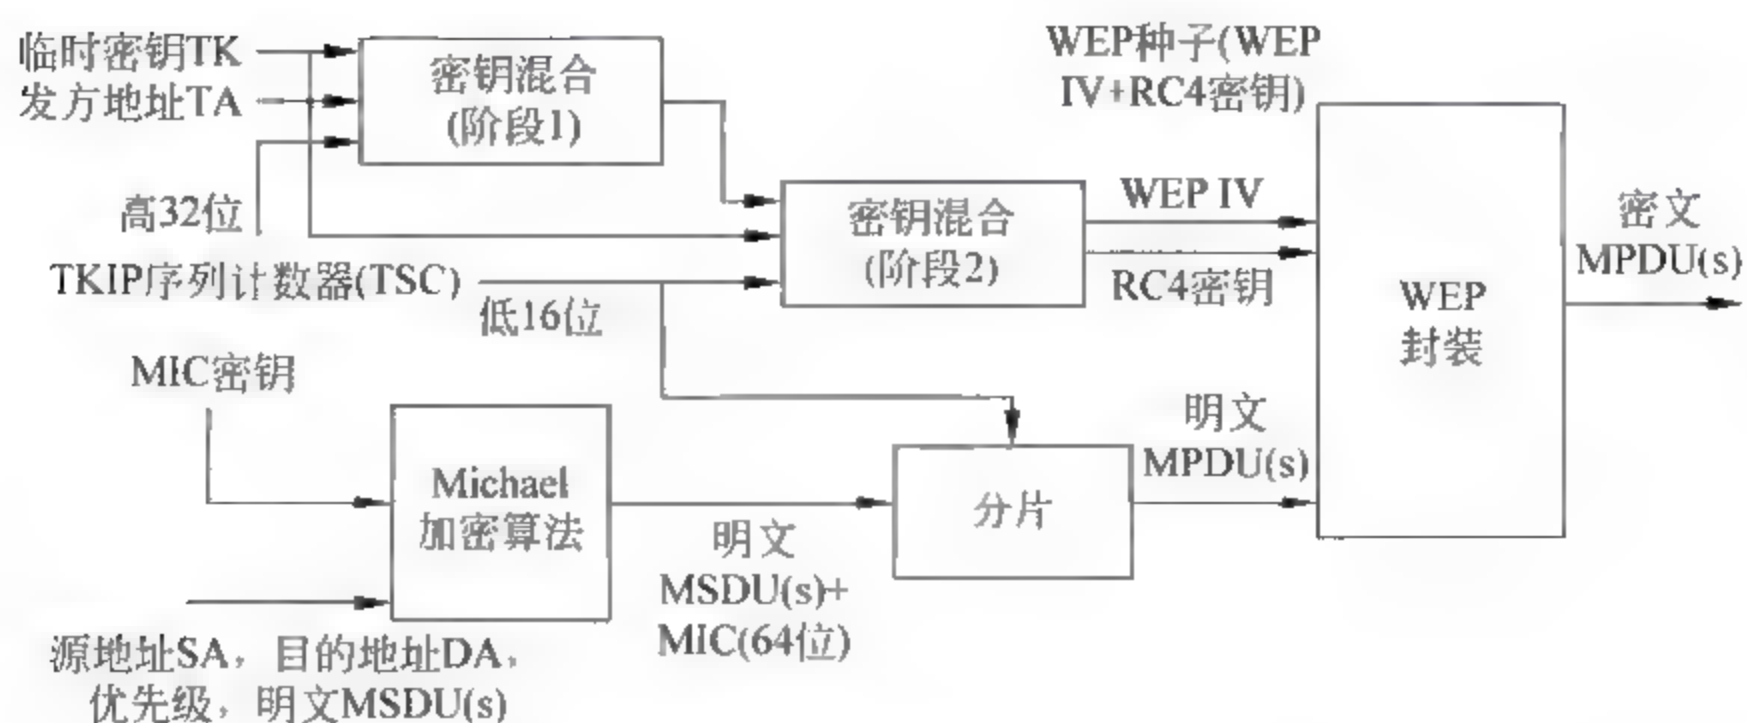 临时密钥TK
发方地址TA
密钥混合
(阶段1)
高32位
WEP种子(WEP
IV+RC4密钥)
密钥混合
(阶段2)
WEP IV
RC4密钥
TKIP序列计数器(TSC)
低16位
WEP
封装
密文
MPDU(s)
MIC密钥
Michael
加密算法
明文
MSDU(s)+
MIC(64位)
分片
明文
MPDU(s)
源地址SA,目的地址DA,
优先级,明文MSDU(s)